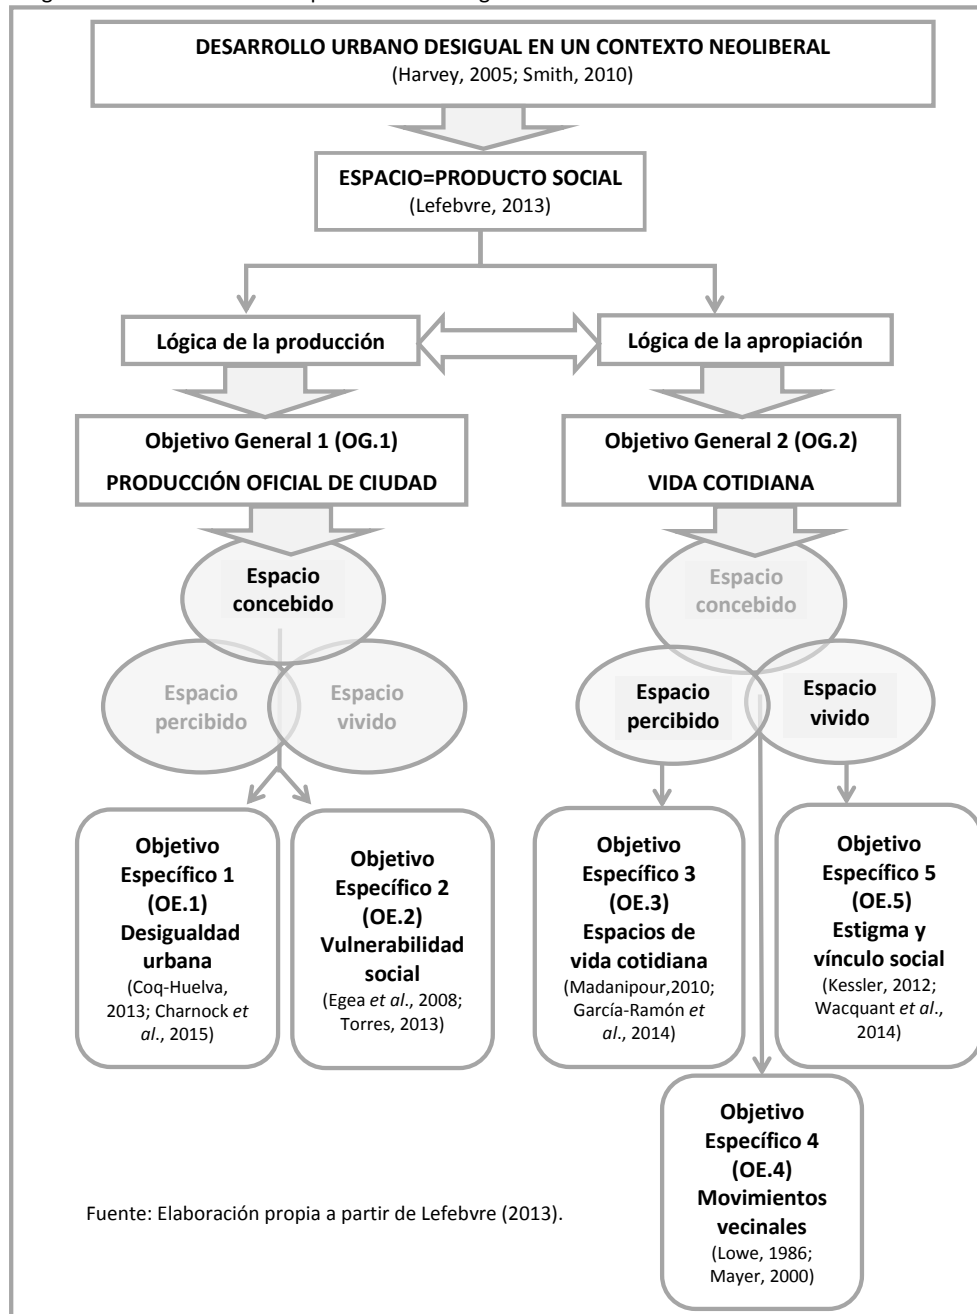 DESARROLLO URBANO DESIGUAL EN UN CONTEXTO NEOLIBERAL
(Harvey, 2005; Smith, 2010)
ESPACIO=PRODUCTO SOCIAL
(Lefebvre, 2013)
Lógica de la producción
Lógica de la apropiación
Objetivo General 1 (OG.1)
PRODUCCIÓN OFICIAL DE CIUDAD
Objetivo General 2 (OG.2)
VIDA COTIDIANA
Espacio
concebido
Espacio
percibido
Espacio
vivido
Espacio
concebido
Espacio
percibido
Espacio
vivido
Objetivo
Específico 1
(OE.1)
Desigualdad
urbana
(Coq-Huelva,
2013; Charnock et
al., 2015)
Objetivo
Específico 2
(OE.2)
Vulnerabilidad
social
(Egea et al., 2008;
Torres, 2013)
Objetivo
Específico 3
(OE.3)
Espacios de
vida cotidiana
(Madanipour,2010;
García-Ramón et
al., 2014)
Objetivo
Específico 5
(OE.5)
Estigma y
vínculo social
(Kessler, 2012;
Wacquant et al.,
2014)
Objetivo
Específico 4
(OE.4)
Movimientos
vecinales
(Lowe, 1986;
Mayer, 2000)
Fuente: Elaboración propia a partir de Lefebvre (2013).